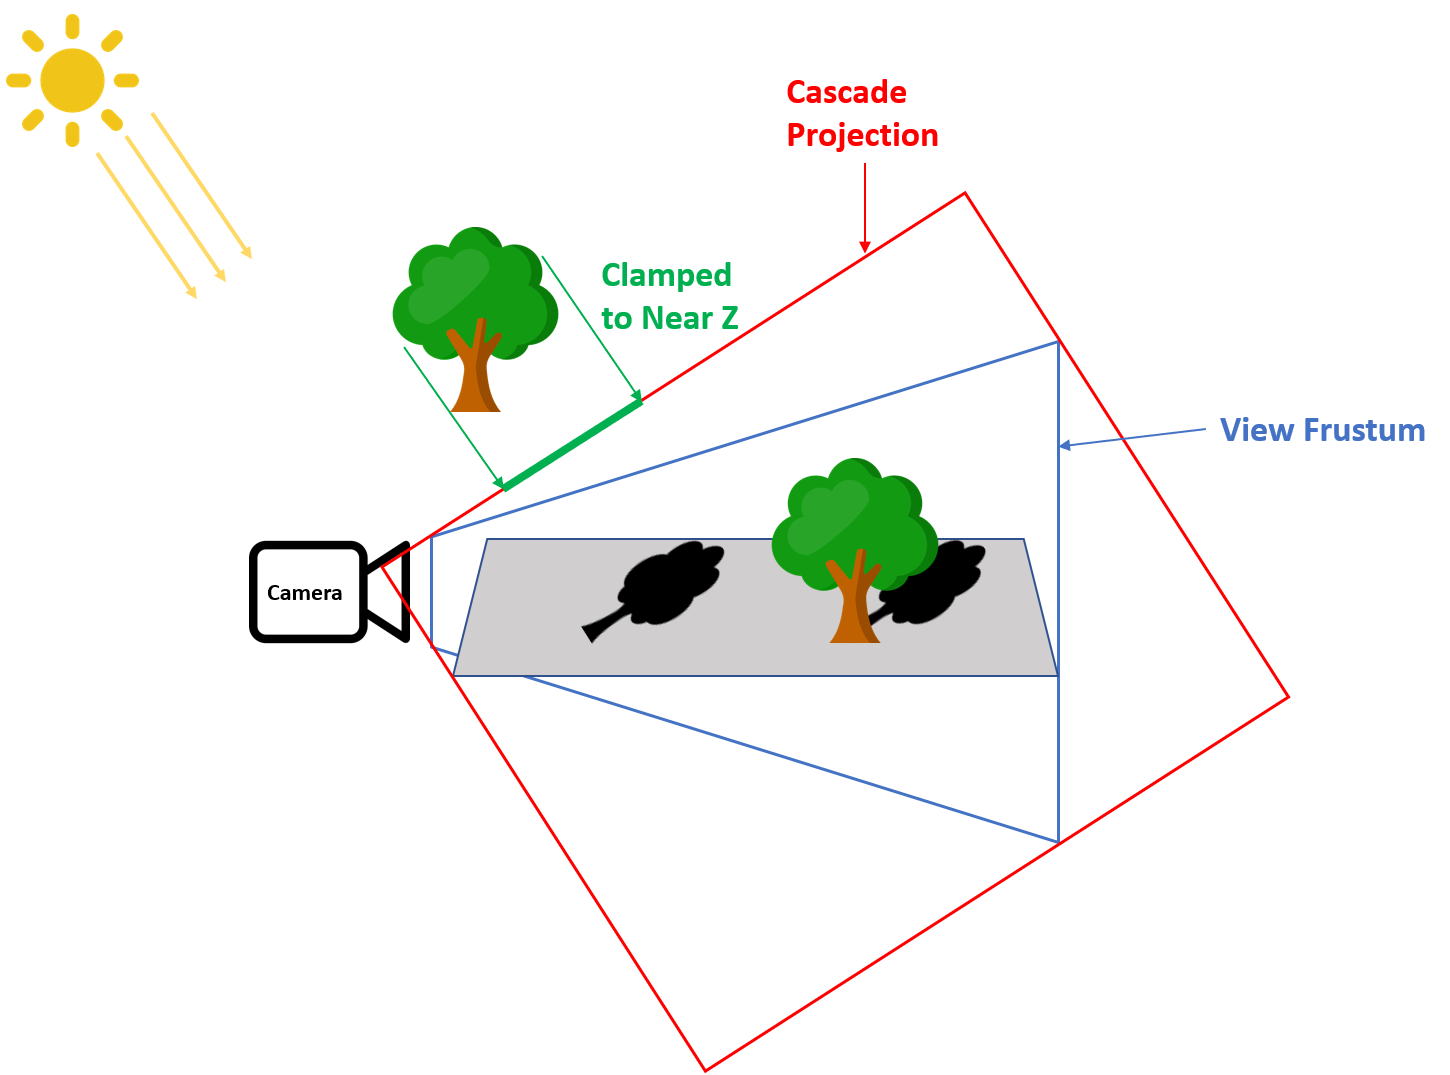 Cascade
Projection
Clamped
to Near Z
View Frustum
Camera